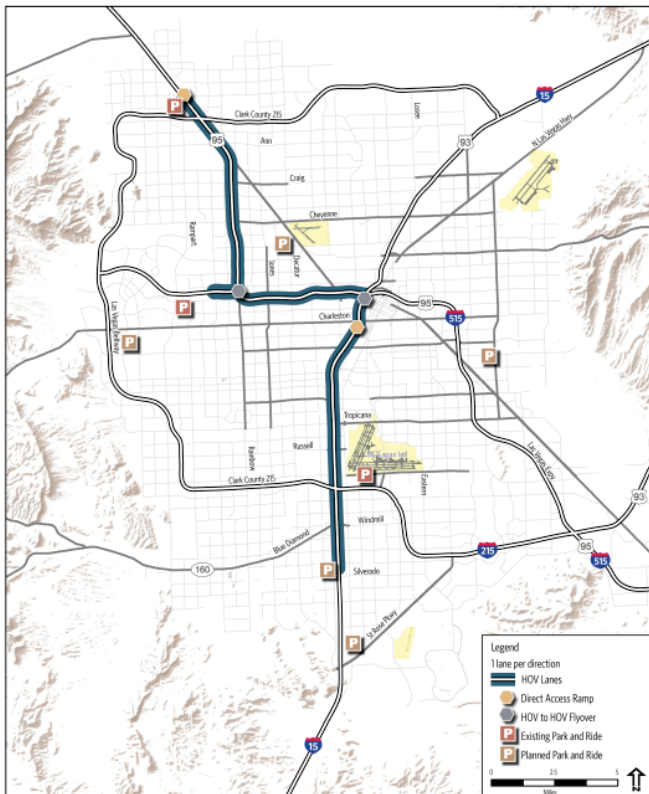 P
Clark County 215
15
95
Losee
93
N Las Vegas Hwy
Ann
Craig
Cheyenne
Rampart
Jones
Decatur
P
P
95
Charleston
515
Las Vegas Beltway
P
P
Tropicana
Russell
Rainbow
Clark County 215
P
Eastern
Las Vegas Expy
93
Windmill
Blue Diamond
215
95
515
160
P
Silverado
P
St Rose Pkwy
15
Legend
1 lane per direction
HOV Lanes
Direct Access Ramp
HOV to HOV Flyover
P Existing Park and Ride
P Planned Park and Ride
0 2.5 5
Miles
N